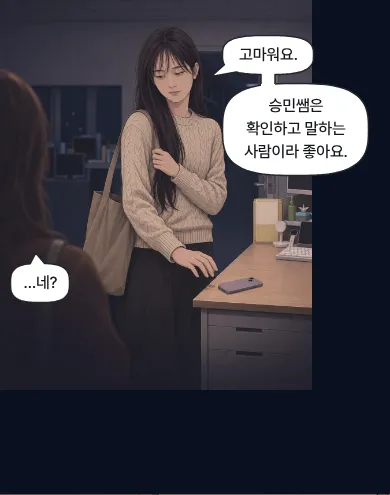 고마워요.
승민쌤은
확인하고 말하는
사람이라 좋아요.
...네?